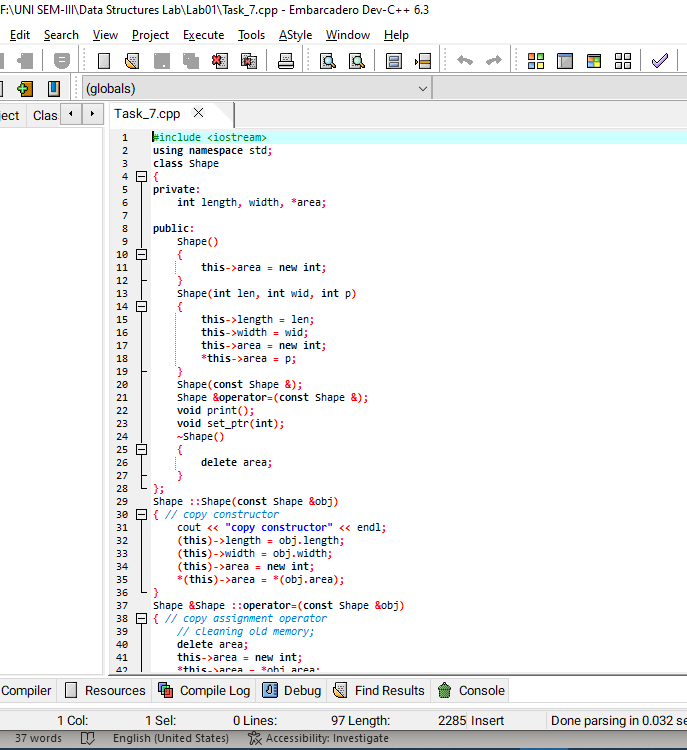 F:\UNI SEM-III\Data Structures Lab\Lab01\Task_7.cpp - Embarcadero Dev-C++ 6.3
Edit Search View Project Execute Tools AStyle Window Help
(globals)
ject Clas Task_7.cpp
1 #include <iostream>
2 using namespace std;
3 class Shape
4 {
5 private:
6 int length, width, *area;
7
8 public:
9 Shape()
10 {
11 this->area = new int;
12 }
13 Shape(int len, int wid, int p)
14 {
15 this->length = len;
16 this->width = wid;
17 this->area = new int;
18 *this->area = p;
19 }
20 Shape(const Shape &);
21 Shape &operator=(const Shape &);
22 void print();
23 void set_ptr(int);
24 ~Shape()
25 {
26 delete area;
27 }
28 };
29 Shape ::Shape(const Shape &obj)
30 { // copy constructor
31 cout << "copy constructor" << endl;
32 (this)->length = obj.length;
33 (this)->width = obj.width;
34 (this)->area = new int;
35 *(this)->area = *(obj.area);
36 }
37 Shape &Shape ::operator=(const Shape &obj)
38 { // copy assignment operator
39 // cleaning old memory;
40 delete area;
41 this->area = new int;
42 *this->area = *obj.area;
Compiler Resources Compile Log Debug Find Results Console
1 Col: 1 Sel: 0 Lines: 97 Length: 2285 Insert Done parsing in 0.032 se
37 words English (United States) Accessibility: Investigate